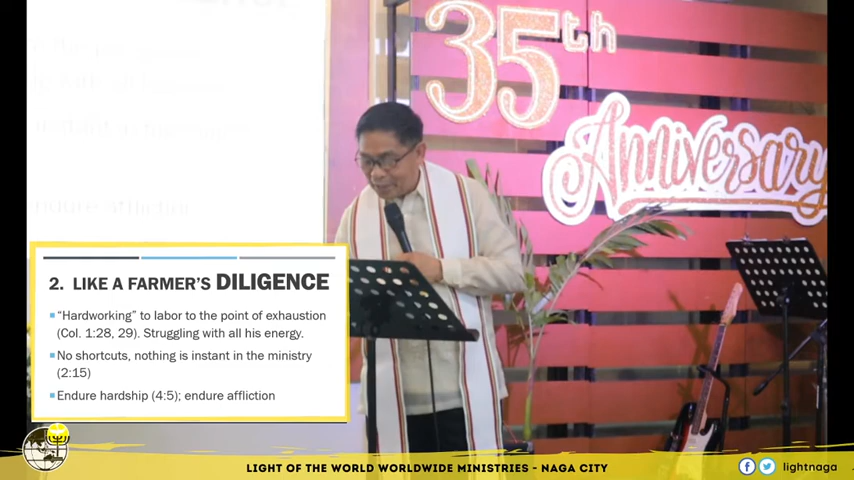 35th
Anniversary
2. LIKE A FARMER'S DILIGENCE
"Hardworking" to labor to the point of exhaustion
(Col. 1:28, 29). Struggling with all his energy.
No shortcuts, nothing is instant in the ministry
(2:15)
Endure hardship (4:5); endure affliction
LIGHT OF THE WORLD WORLDWIDE MINISTRIES - NAGA CITY
lightnaga